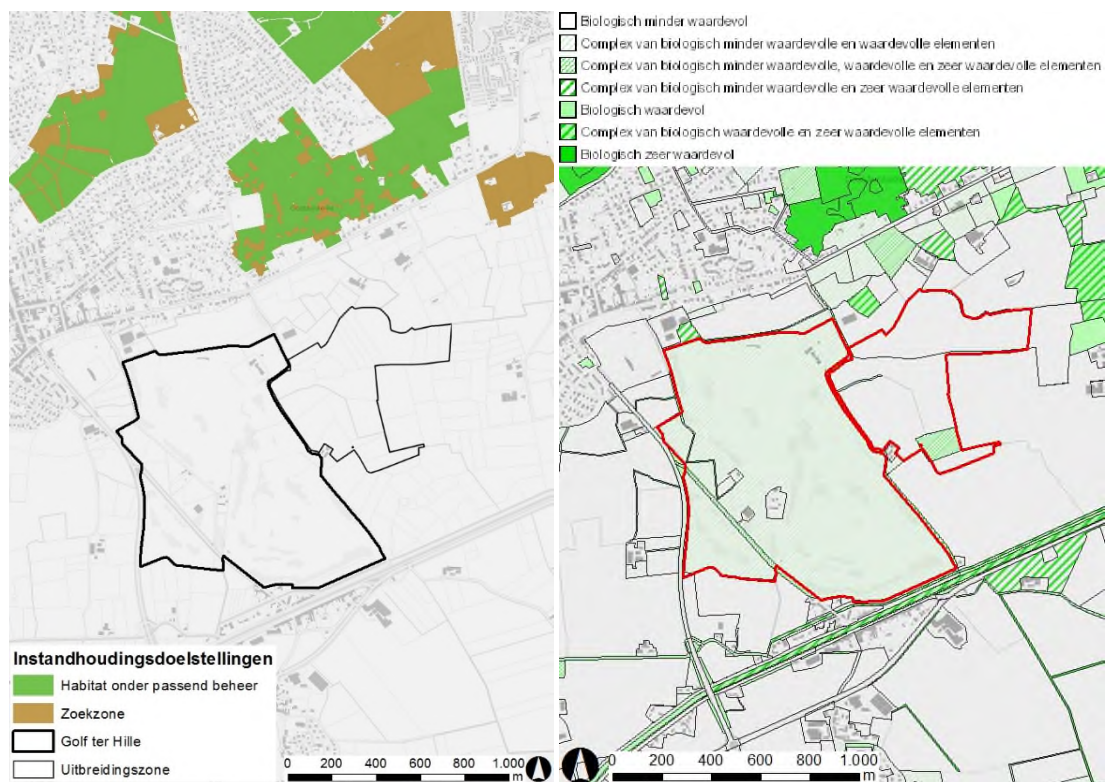 Instandhoudingsdoelstellingen
Habitat onder passend beheer
Zoekzone
Golf ter Hille
Uitbreidingszone
0 200 400 600 800 1.000
m
Biologisch minder waardevol
Complex van biologisch minder waardevolle en waardevolle elementen
Complex van biologisch minder waardevolle, waardevolle en zeer waardevolle elementen
Complex van biologisch minder waardevolle en zeer waardevolle elementen
Biologisch waardevol
Complex van biologisch waardevolle en zeer waardevolle elementen
Biologisch zeer waardevol
0 200 400 600 800 1.000
m